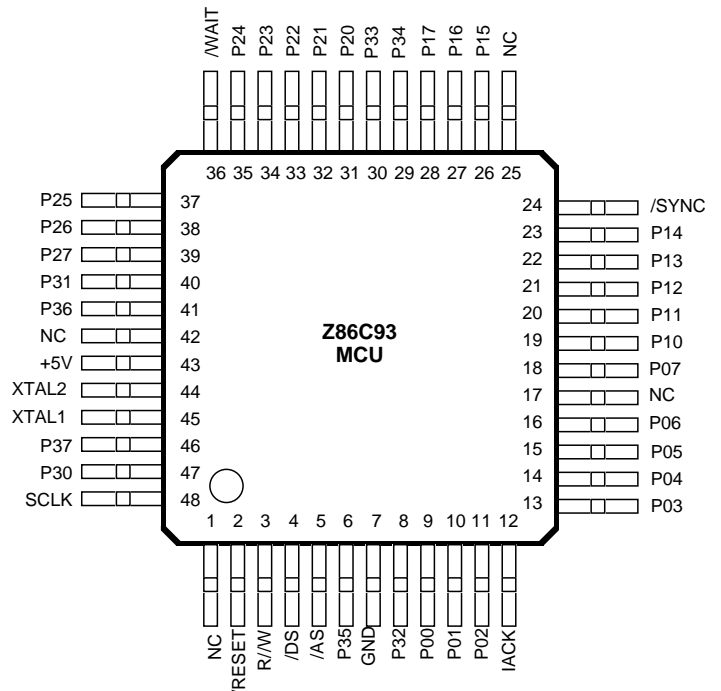 /WAIT P24 P23 P22 P21 P20 P33 P34 P17 P16 P15 NC
36 35 34 33 32 31 30 29 28 27 26 25
P25 37
P26 38
P27 39
P31 40
P36 41
NC 42
+5V 43
XTAL2 44
XTAL1 45
P37 46
P30 47
SCLK 48
Z86C93
MCU
24 /SYNC
23 P14
22 P13
21 P12
20 P11
19 P10
18 P07
17 NC
16 P06
15 P05
14 P04
13 P03
1 2 3 4 5 6 7 8 9 10 11 12
NC /RESET R//W /DS /AS P35 GND P32 P00 P01 P02 IACK